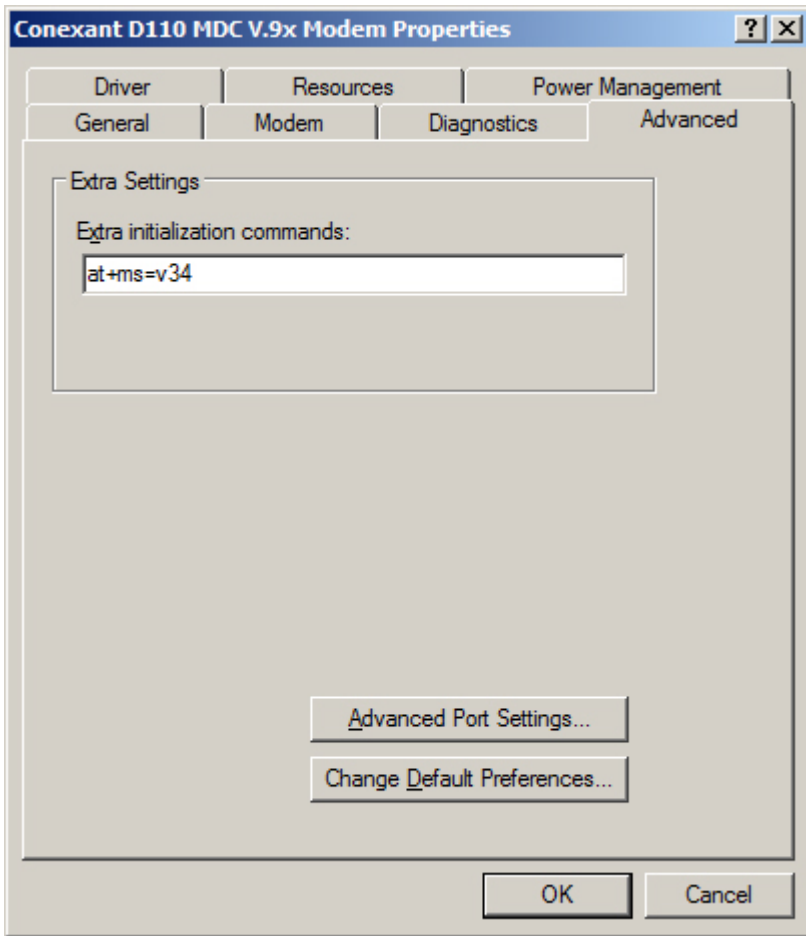 Conexant D110 MDC V.9x Modem Properties
Driver Resources Power Management
General Modem Diagnostics Advanced
Extra Settings
Extra initialization commands:
at+ms=v34
Advanced Port Settings...
Change Default Preferences...
OK Cancel